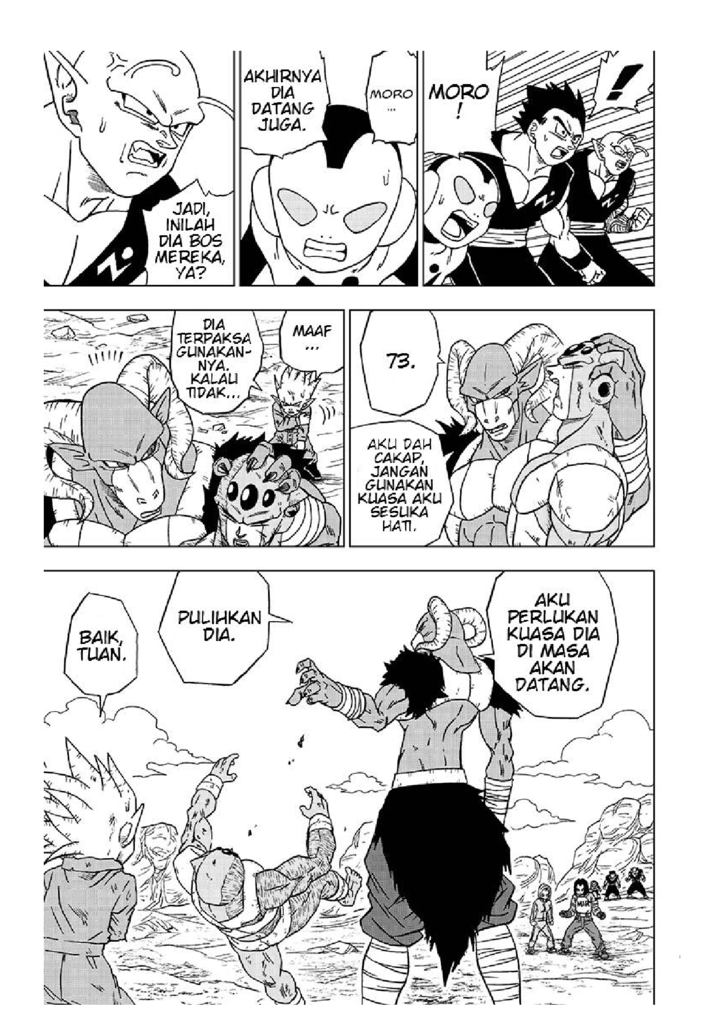 !
MORO
!
MORO
...
AKHIRNYA
DIA
DATANG
JUGA.
JADI,
INILAH
DIA BOS
MEREKA,
YA?
73.
AKU DAH
CAKAP,
JANGAN
GUNAKAN
KUASA AKU
SESUKA
HATI.
MAAF
...
DIA
TERPAKSA
GUNAKAN-
NYA.
KALAU
TIDAK...
AKU
PERLUKAN
KUASA DIA
DI MASA
AKAN
DATANG.
PULIHKAN
DIA.
BAIK,
TUAN.